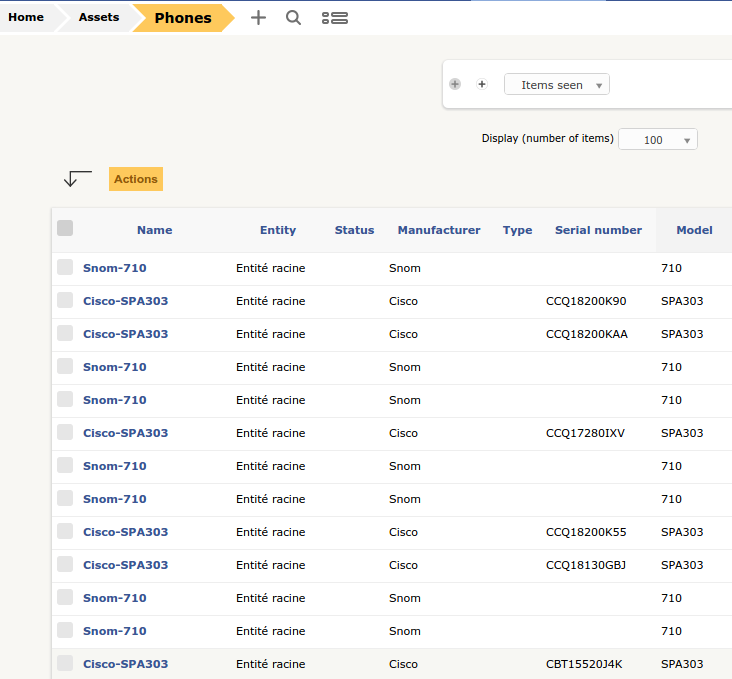 Home Assets Phones
Items seen
Display (number of items) 100
Actions
Name Entity Status Manufacturer Type Serial number Model
Snom-710 Entité racine Snom 710
Cisco-SPA303 Entité racine Cisco CCQ18200K90 SPA303
Cisco-SPA303 Entité racine Cisco CCQ18200KAA SPA303
Snom-710 Entité racine Snom 710
Snom-710 Entité racine Snom 710
Cisco-SPA303 Entité racine Cisco CCQ17280IXV SPA303
Snom-710 Entité racine Snom 710
Snom-710 Entité racine Snom 710
Cisco-SPA303 Entité racine Cisco CCQ18200K55 SPA303
Cisco-SPA303 Entité racine Cisco CCQ18130GBJ SPA303
Snom-710 Entité racine Snom 710
Snom-710 Entité racine Snom 710
Cisco-SPA303 Entité racine Cisco CBT15520J4K SPA303